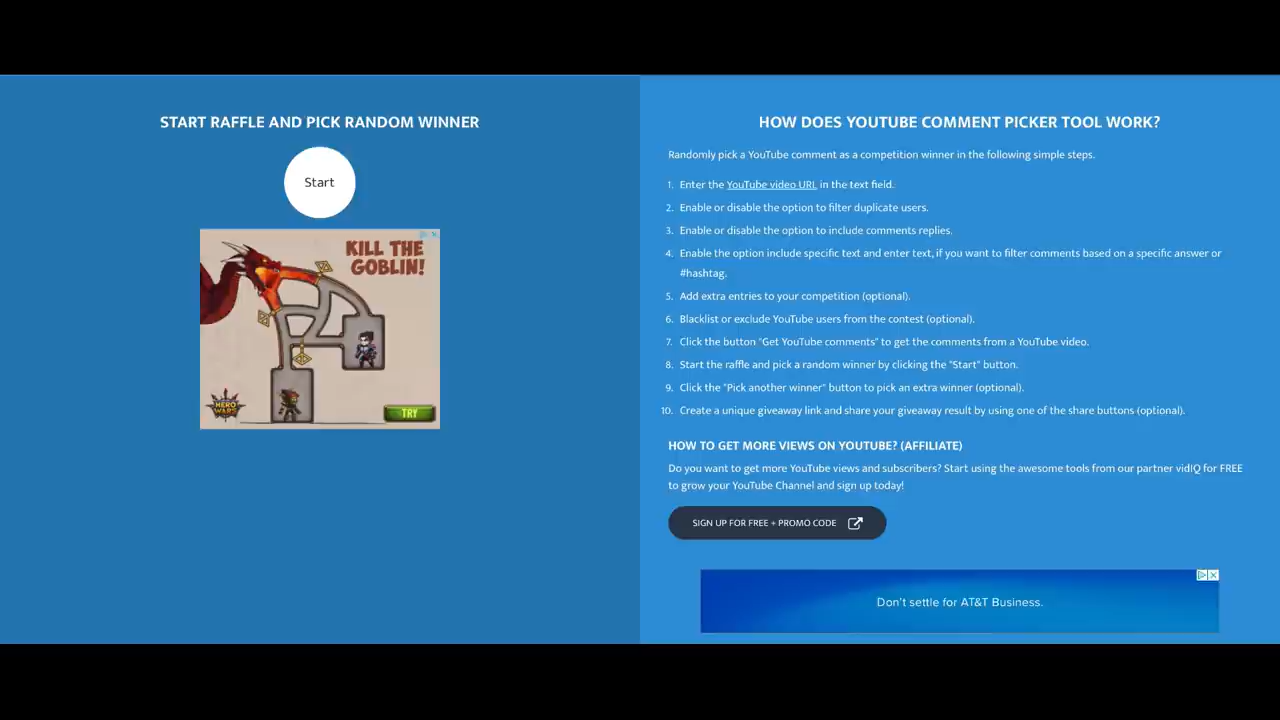 START RAFFLE AND PICK RANDOM WINNER
Start
KILL THE
GOBLIN!
HERO
WARS
TRY
HOW DOES YOUTUBE COMMENT PICKER TOOL WORK?
Randomly pick a YouTube comment as a competition winner in the following simple steps.
1. Enter the YouTube video URL in the text field.
2. Enable or disable the option to filter duplicate users.
3. Enable or disable the option to include comments replies.
4. Enable the option include specific text and enter text, if you want to filter comments based on a specific answer or
#hashtag.
5. Add extra entries to your competition (optional).
6. Blacklist or exclude YouTube users from the contest (optional).
7. Click the button "Get YouTube comments" to get the comments from a YouTube video.
8. Start the raffle and pick a random winner by clicking the "Start" button.
9. Click the "Pick another winner" button to pick an extra winner (optional).
10. Create a unique giveaway link and share your giveaway result by using one of the share buttons (optional).
HOW TO GET MORE VIEWS ON YOUTUBE? (AFFILIATE)
Do you want to get more YouTube views and subscribers? Start using the awesome tools from our partner vidIQ for FREE
to grow your YouTube Channel and sign up today!
SIGN UP FOR FREE + PROMO CODE
Don't settle for AT&T Business.